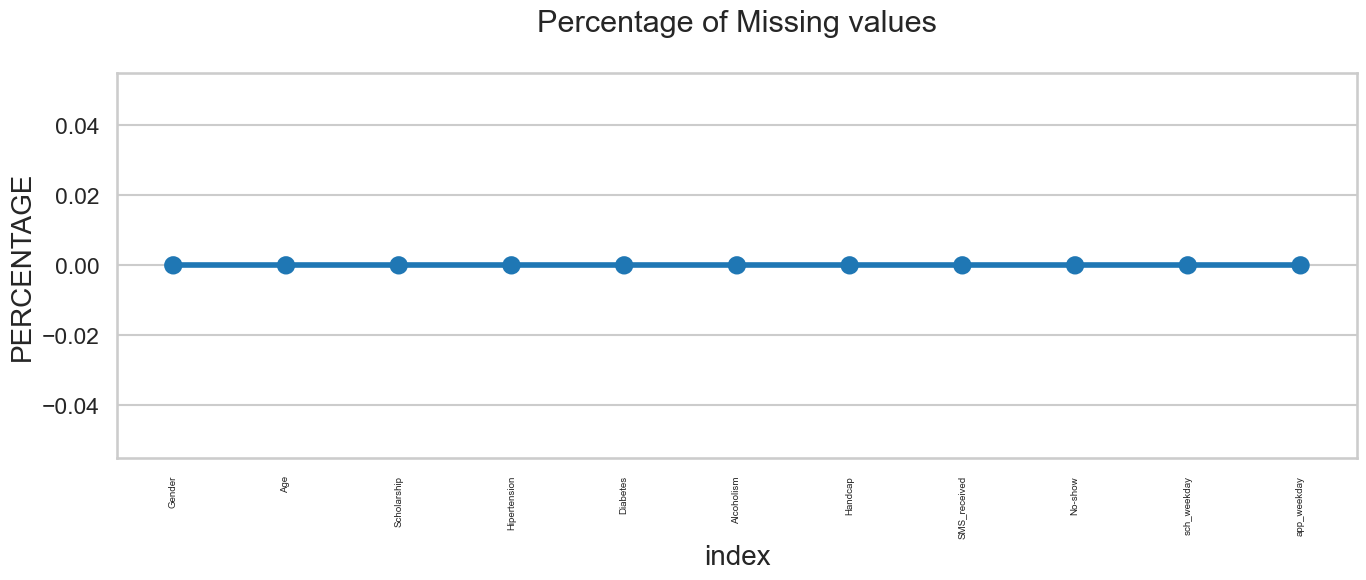 Percentage of Missing values
PERCENTAGE
0.04
0.02
0.00
−0.02
−0.04
Gender
Age
Scholarship
Hipertension
Diabetes
Alcoholism
Handcap
SMS_received
No-show
sch_weekday
app_weekday
index